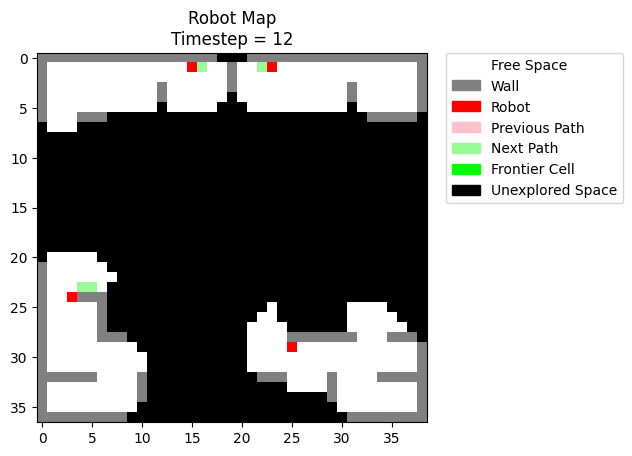 Robot Map
Timestep = 12
0
5
10
15
20
25
30
35
0
5
10
15
20
25
30
35
Free Space
Wall
Robot
Previous Path
Next Path
Frontier Cell
Unexplored Space